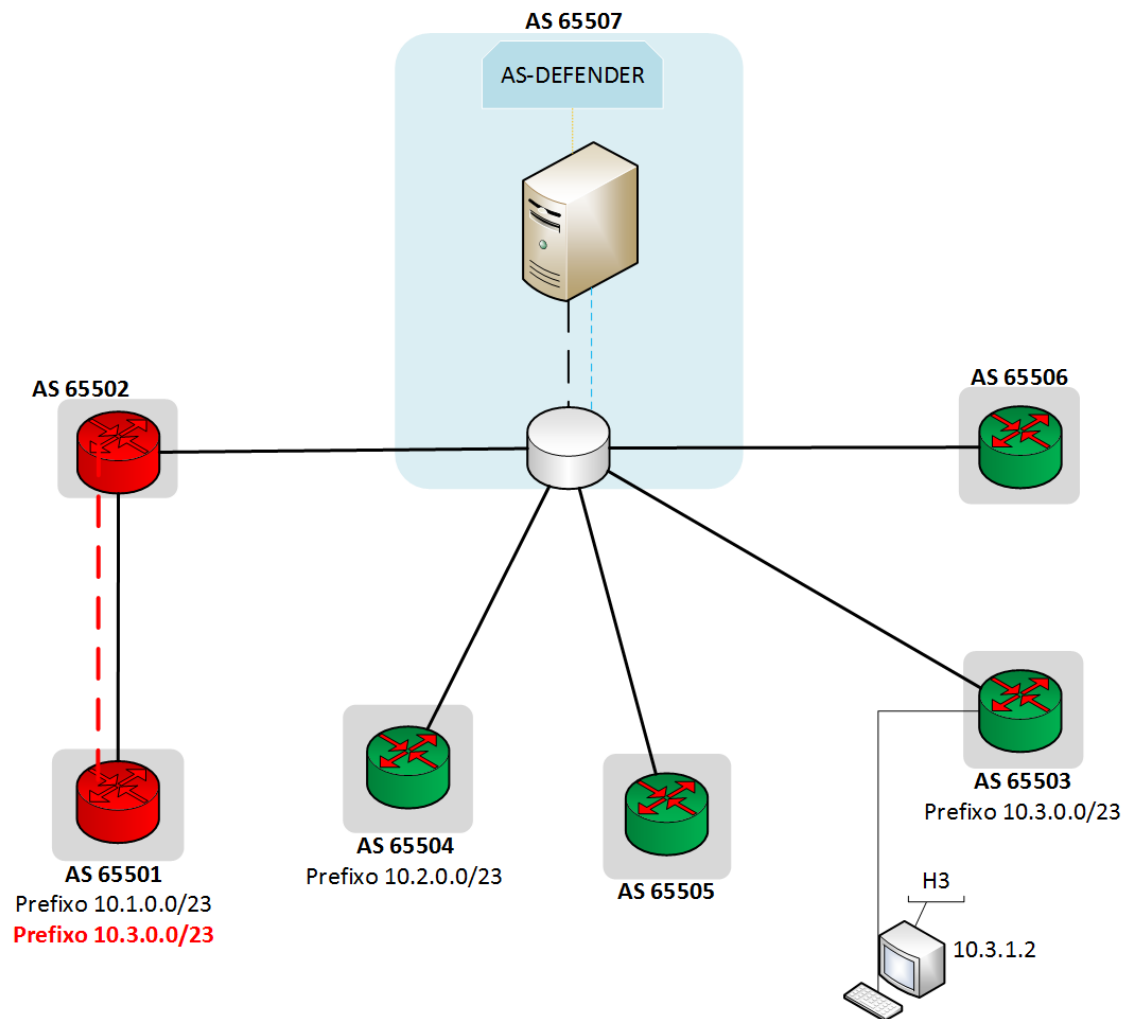 AS 65507
AS-DEFENDER
AS 65502
AS 65506
AS 65501
Prefixo 10.1.0.0/23
Prefixo 10.3.0.0/23
AS 65504
Prefixo 10.2.0.0/23
AS 65505
AS 65503
Prefixo 10.3.0.0/23
H3
10.3.1.2